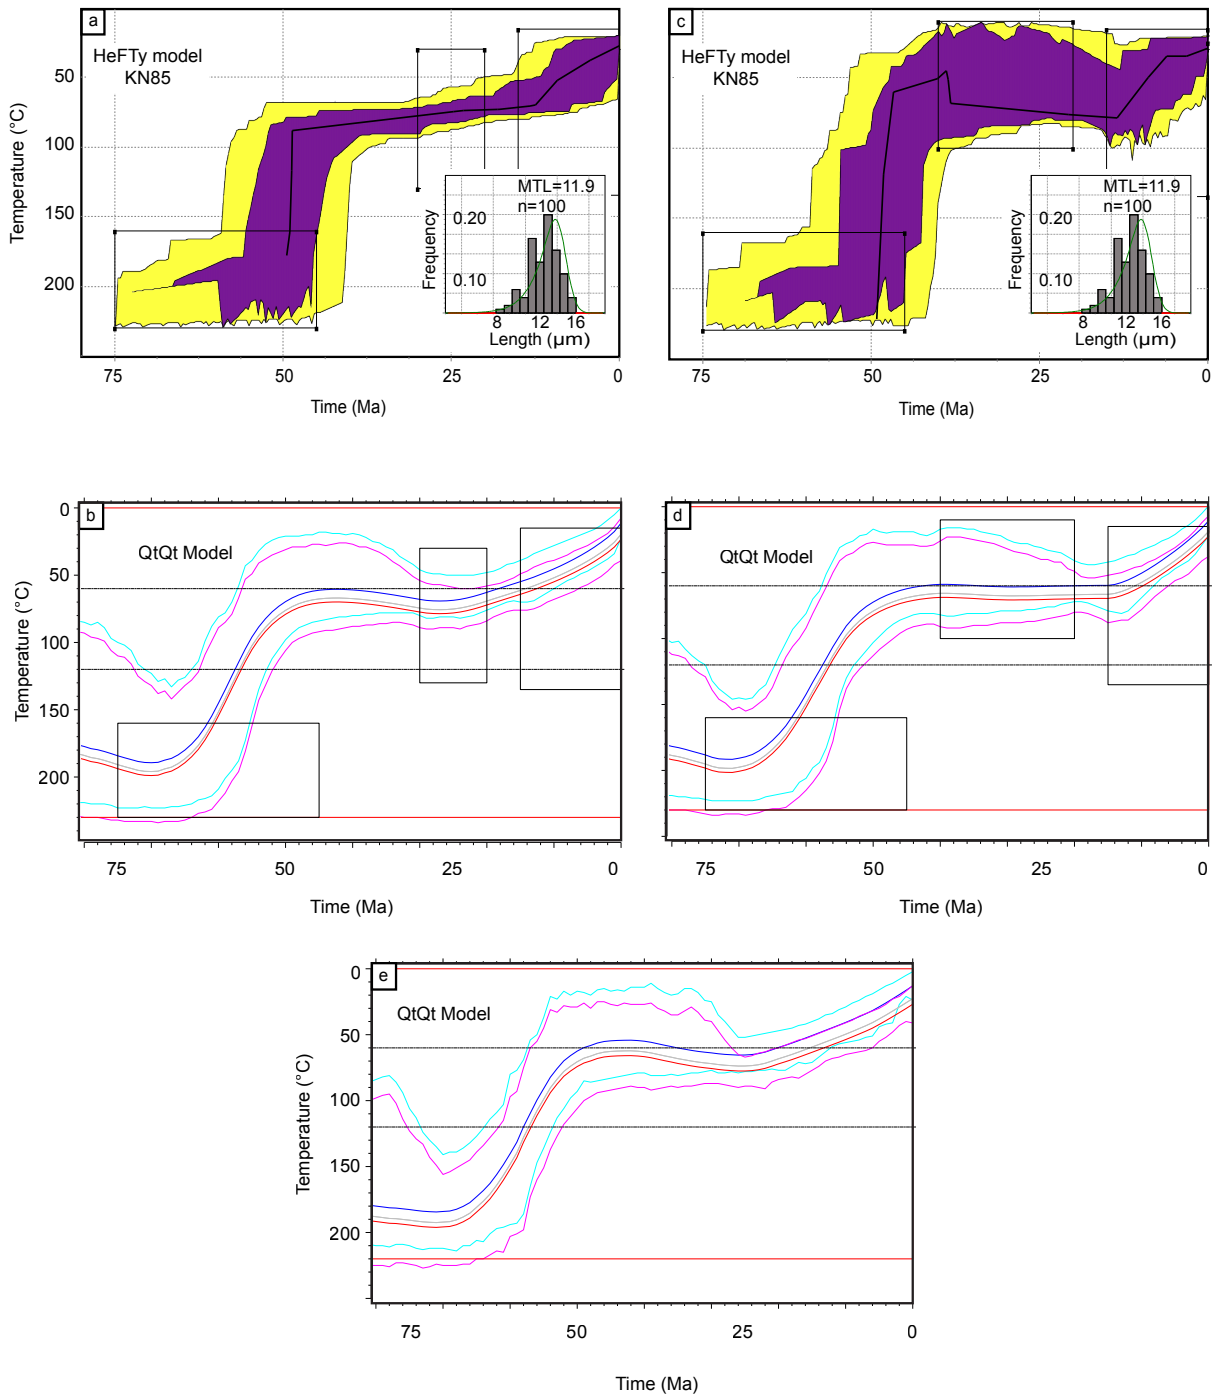 a
HeFTy model
KN85
50
100
150
200
Temperature (°C)
MTL=11.9
n=100
0.20
0.10
Frequency
8
12
16
Length (µm)
75
50
25
0
Time (Ma)
c
HeFTy model
KN85
MTL=11.9
n=100
0.20
0.10
Frequency
8
12
16
Length (µm)
75
50
25
0
Time (Ma)
b
QtQt Model
0
50
100
150
200
Temperature (°C)
75
50
25
0
Time (Ma)
d
QtQt Model
75
50
25
0
Time (Ma)
e
QtQt Model
0
50
100
150
200
Temperature (°C)
75
50
25
0
Time (Ma)